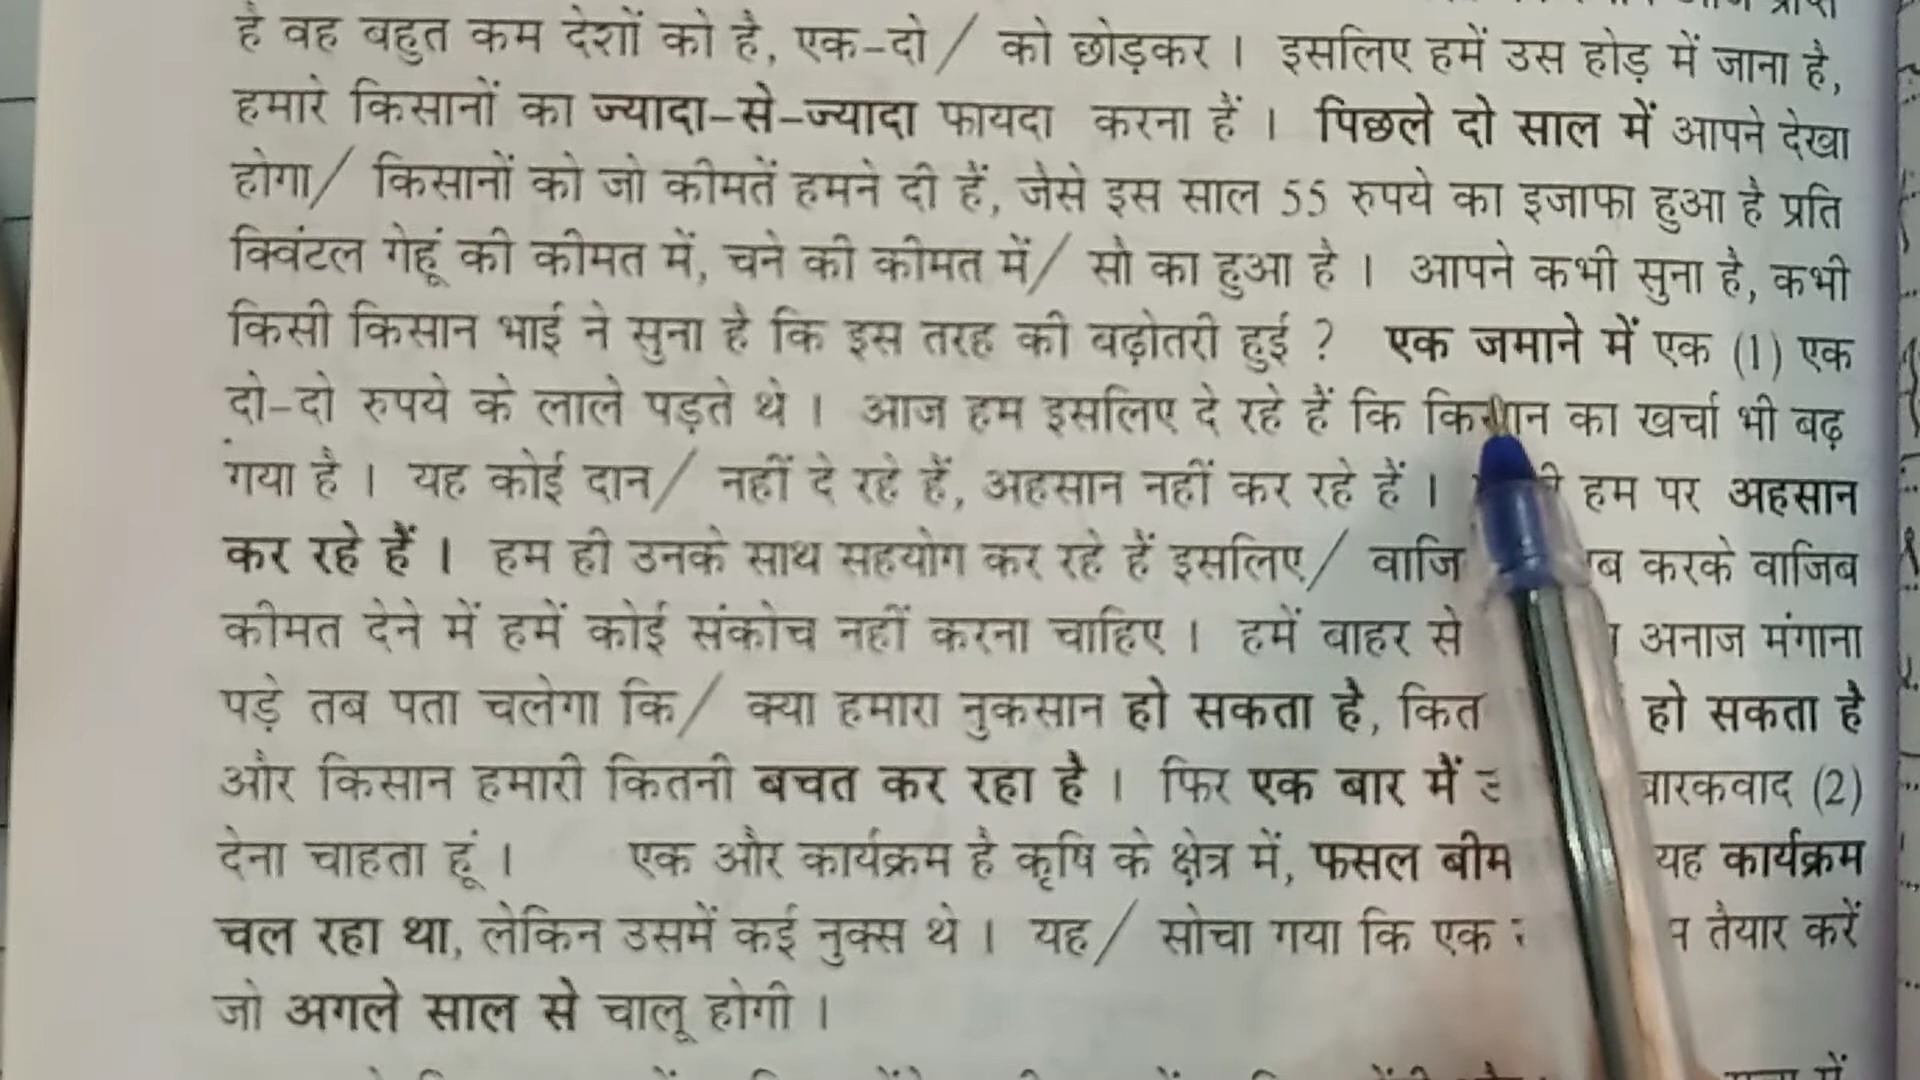 है वह बहुत कम देशों को है, एक-दो/ को छोड़कर । इसलिए हमें उस होड़ में जाना है,
हमारे किसानों का ज्यादा-से-ज्यादा फायदा करना हैं । पिछले दो साल में आपने देखा
होगा/ किसानों को जो कीमतें हमने दी हैं, जैसे इस साल 55 रुपये का इजाफा हुआ है प्रति
क्विंटल गेहूं की कीमत में, चने की कीमत में/ सौ का हुआ है । आपने कभी सुना है, कभी
किसी किसान भाई ने सुना है कि इस तरह की बढ़ोतरी हुई ? एक जमाने में एक (1) एक
दो-दो रुपये के लाले पड़ते थे । आज हम इसलिए दे रहे हैं कि किसान का खर्चा भी बढ़
गया है । यह कोई दान/ नहीं दे रहे हैं, अहसान नहीं कर रहे हैं । हम पर अहसान
कर रहे हैं । हम ही उनके साथ सहयोग कर रहे हैं इसलिए/ करके वाजिब
कीमत देने में हमें कोई संकोच नहीं करना चाहिए । हमें बाहर से अनाज मंगाना
पड़े तब पता चलेगा कि/ क्या हमारा नुकसान हो सकता है, हो सकता है
और किसान हमारी कितनी बचत कर रहा है । फिर एक बार मैं (2)
देना चाहता हूं । एक और कार्यक्रम है कृषि के क्षेत्र में, फसल यह कार्यक्रम
चल रहा था, लेकिन उसमें कई नुक्स थे । यह/ सोचा गया कि एक तैयार करें
जो अगले साल से चालू होगी ।